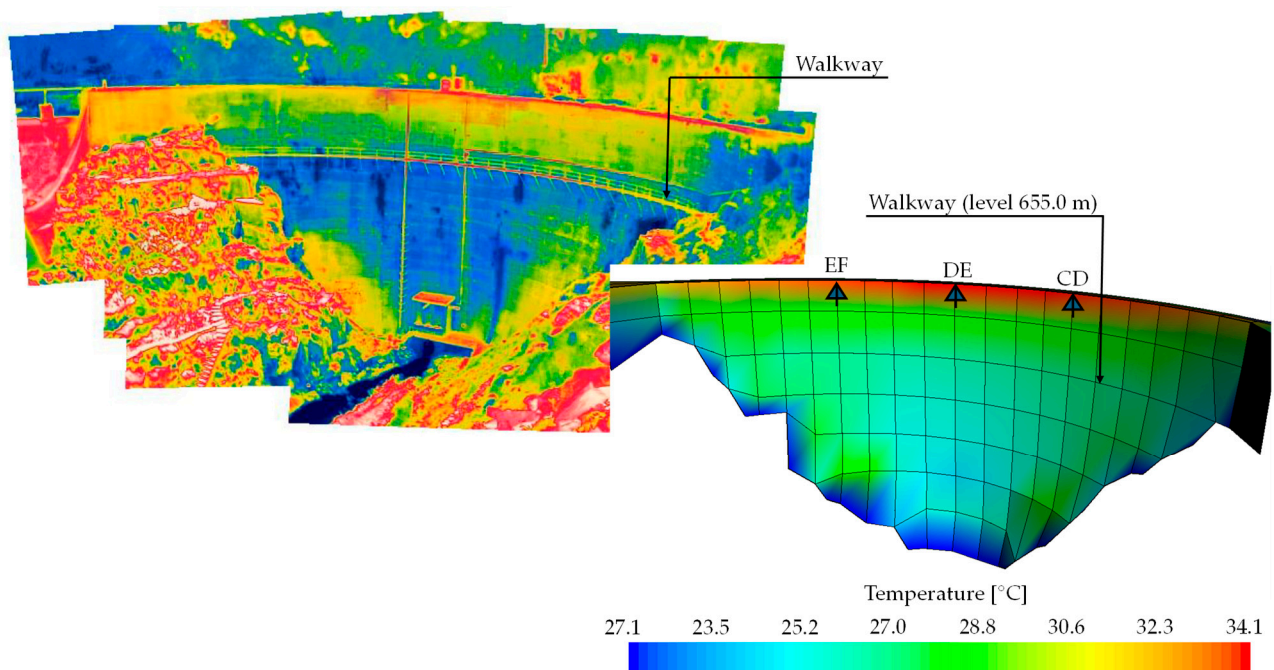 Walkway
Walkway (level 655.0 m)
EF DE CD
Temperature [°C]
27.1 23.5 25.2 27.0 28.8 30.6 32.3 34.1